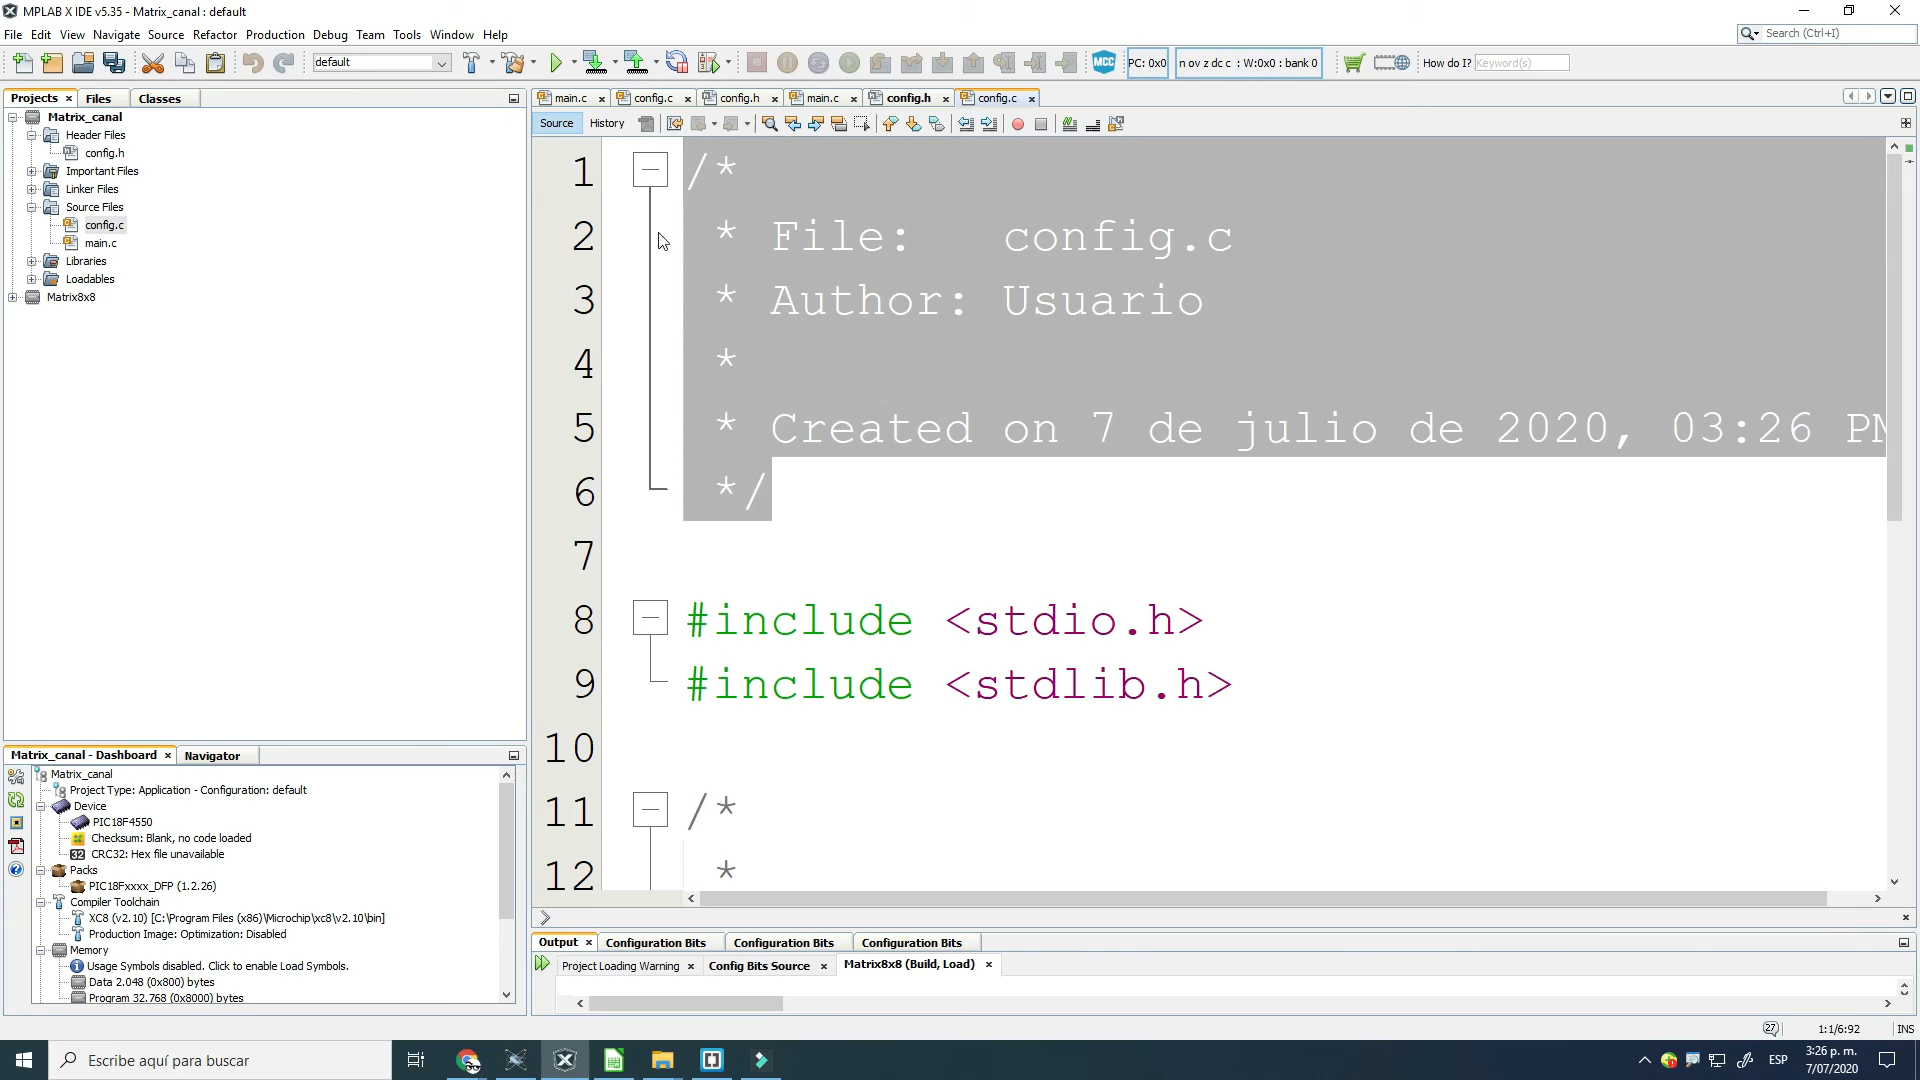 MPLAB X IDE v5.35 - Matrix_canal : default
File Edit View Navigate Source Refactor Production Debug Team Tools Window Help
Search (Ctrl+I)
default
MCC
PC: 0x0
n ov z dc c : W:0x0 : bank 0
How do I?
Keyword(s)
Projects Files Classes
main.c config.c config.h main.c config.h config.c
Source History
Matrix_canal
Header Files
config.h
Important Files
Linker Files
Source Files
config.c
main.c
Libraries
Loadables
Matrix8x8
1 /*
2 * File: config.c
3 * Author: Usuario
4 *
5 * Created on 7 de julio de 2020, 03:26 PM
6 */
7
8 #include <stdio.h>
9 #include <stdlib.h>
10
11 /*
12 *
Matrix_canal - Dashboard Navigator
Matrix_canal
Project Type: Application - Configuration: default
Device
PIC18F4550
Checksum: Blank, no code loaded
32 CRC32: Hex file unavailable
Packs
PIC18Fxxxx_DFP (1.2.26)
Compiler Toolchain
XC8 (v2.10) [C:\Program Files (x86)\Microchip\xc8\v2.10\bin]
Production Image: Optimization: Disabled
Memory
Usage Symbols disabled. Click to enable Load Symbols.
Data 2.048 (0x800) bytes
Program 32.768 (0x8000) bytes
Output Configuration Bits Configuration Bits Configuration Bits
Project Loading Warning Config Bits Source Matrix8x8 (Build, Load)
27 1:1/6:92 INS
Escribe aquí para buscar
ESP
3:26 p. m.
7/07/2020